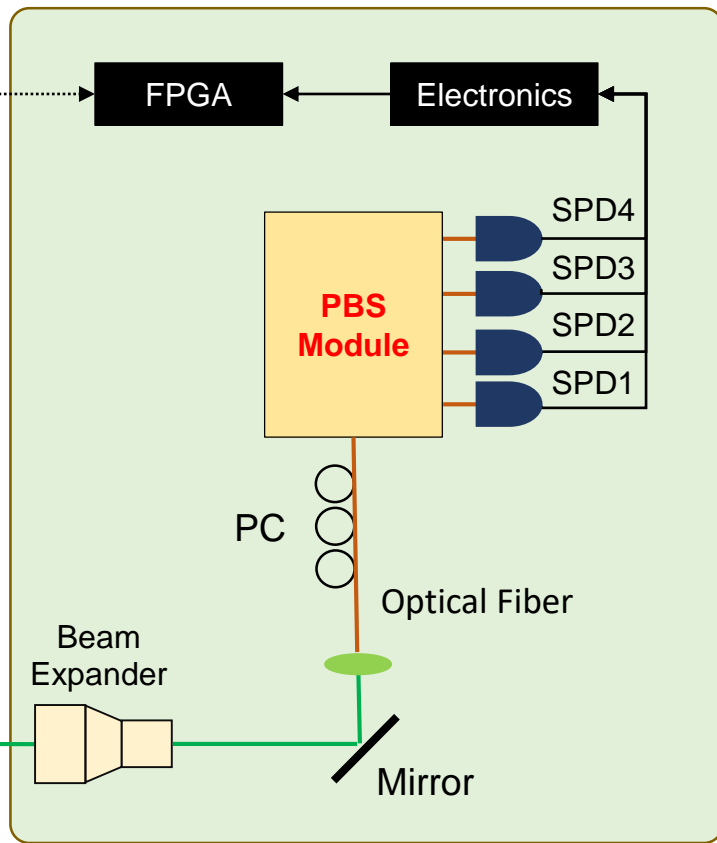 FPGA
Electronics
SPD4
SPD3
PBS
Module
SPD2
SPD1
PC
Optical Fiber
Beam
Expander
Mirror